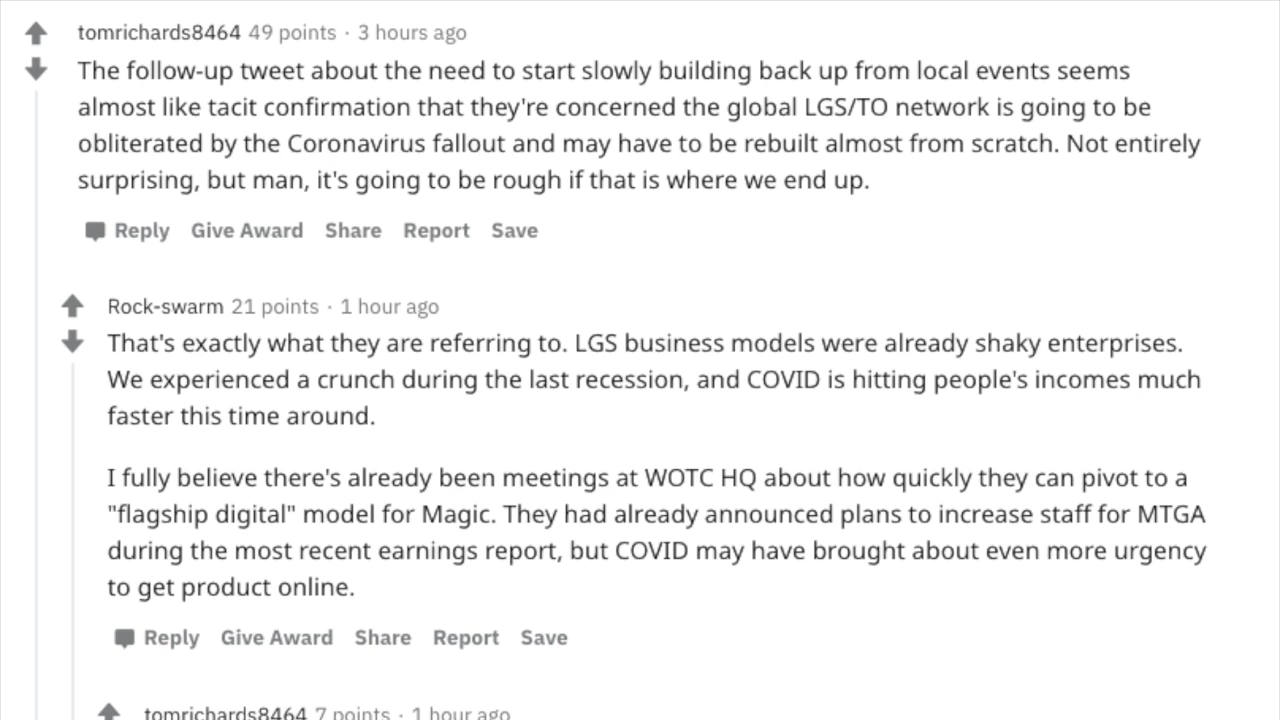 tomrichards8464 49 points · 3 hours ago
The follow-up tweet about the need to start slowly building back up from local events seems
almost like tacit confirmation that they're concerned the global LGS/TO network is going to be
obliterated by the Coronavirus fallout and may have to be rebuilt almost from scratch. Not entirely
surprising, but man, it's going to be rough if that is where we end up.
Reply Give Award Share Report Save
Rock-swarm 21 points · 1 hour ago
That's exactly what they are referring to. LGS business models were already shaky enterprises.
We experienced a crunch during the last recession, and COVID is hitting people's incomes much
faster this time around.
I fully believe there's already been meetings at WOTC HQ about how quickly they can pivot to a
"flagship digital" model for Magic. They had already announced plans to increase staff for MTGA
during the most recent earnings report, but COVID may have brought about even more urgency
to get product online.
Reply Give Award Share Report Save
tomrichards8464 7 points · 1 hour ago